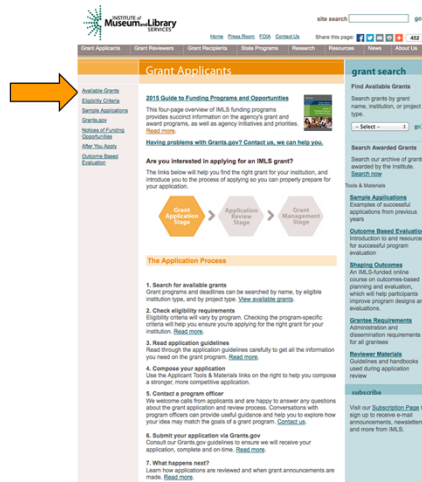 INSTITUTE of
Museum and Library
SERVICES
site search
go
Home Press Room FOIA Contact Us
Share this page:
452
Grant Applicants Grant Reviewers Grant Recipients State Programs Research Resources News About Us
Grant Applicants
Available Grants
Eligibility Criteria
Sample Applications
Grants.gov
Notices of Funding
Opportunities
After You Apply
Outcome Based
Evaluation
2015 Guide to Funding Programs and Opportunities
This four-page overview of IMLS funding programs
provides succinct information on the agency's grant and
award programs, as well as agency initiatives and priorities.
Read more.
Having problems with Grants.gov? Contact us, we can help you.
Are you interested in applying for an IMLS grant?
The links below will help you find the right grant for your institution, and
introduce you to the process of applying so you can properly prepare for
your application.
Grant
Application
Stage
Application
Review
Stage
Grant
Management
Stage
The Application Process
1. Search for available grants
Grant programs and deadlines can be searched by name, by eligible
institution type, and by project type. View available grants.
2. Check eligibility criteria
Eligibility criteria will vary by program. Checking the program-specific
criteria will help you ensure you're applying for the right grant for your
institution. Read more.
3. Read application guidelines
Read through the application guidelines carefully to get all the information
you need on the grant program. Read more.
4. Compose your application
Use the Applicant Tools & Materials links on the right to help you compose
a stronger, more competitive application.
5. Contact a program officer
We welcome calls from applicants and are happy to answer any questions
about the grant application and review process. Conversations with
program officers can provide useful guidance and help you to explore how
your idea may match the goals of a grant program. Contact us.
6. Submit your application via Grants.gov
Consult our Grants.gov guidelines to ensure we will receive your
application, complete and on-time. Read more.
7. What happens next?
Learn how applications are reviewed and when grant announcements are
made. Read more.
grant search
Find Available Grants
Search grants by grant
name, institution, or project
type.
- Select -
go
Search Awarded Grants
Search our archive of grants
awarded by the Institute.
Search now
Tools & Materials
Sample Applications
Examples of successful
applications from previous
years
Outcome Based Evaluation
Introduction to and resources
for successful program
evaluation
Shaping Outcomes
An IMLS-funded online
course on outcomes-based
planning and evaluation,
which will help participants
improve program designs and
evaluations.
Grantee Requirements
Administration and
dissemination requirements
for all grantees
Reviewer Materials
Guidelines and handbooks
used during application
review
subscribe
Visit our Subscription Page
sign up to receive e-mail
announcements, newsletters
and more from IMLS.